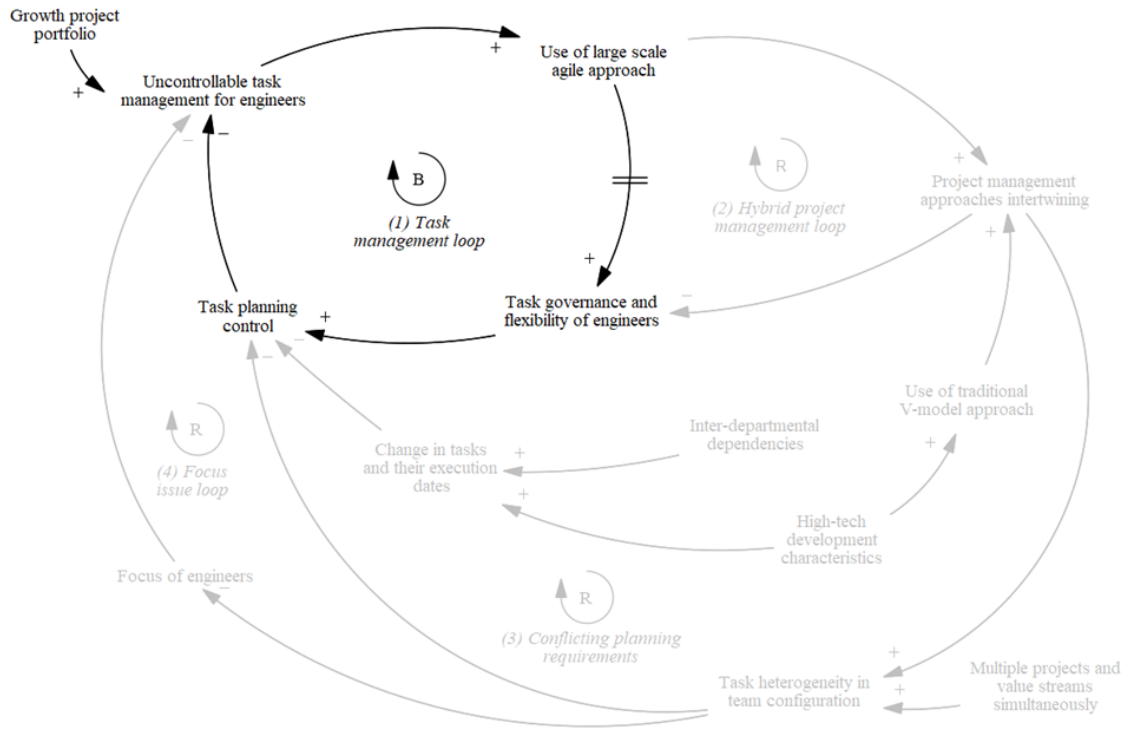 Growth project
portfolio
+
Uncontrollable task
management for engineers
+
Use of large scale
agile approach
−
−
B
(1) Task
management loop
R
(2) Hybrid project
management loop
+
Project management
approaches intertwining
+
+
−
Task planning
control
+
−
−
Task governance and
flexibility of engineers
Use of traditional
V-model approach
+
Inter-departmental
dependencies
R
(4) Focus
issue loop
Change in tasks
and their execution
dates
+
+
High-tech
development
characteristics
Focus of engineers
−
R
(3) Conflicting planning
requirements
+
+
Task heterogeneity in
team configuration
Multiple projects and
value streams
simultaneously